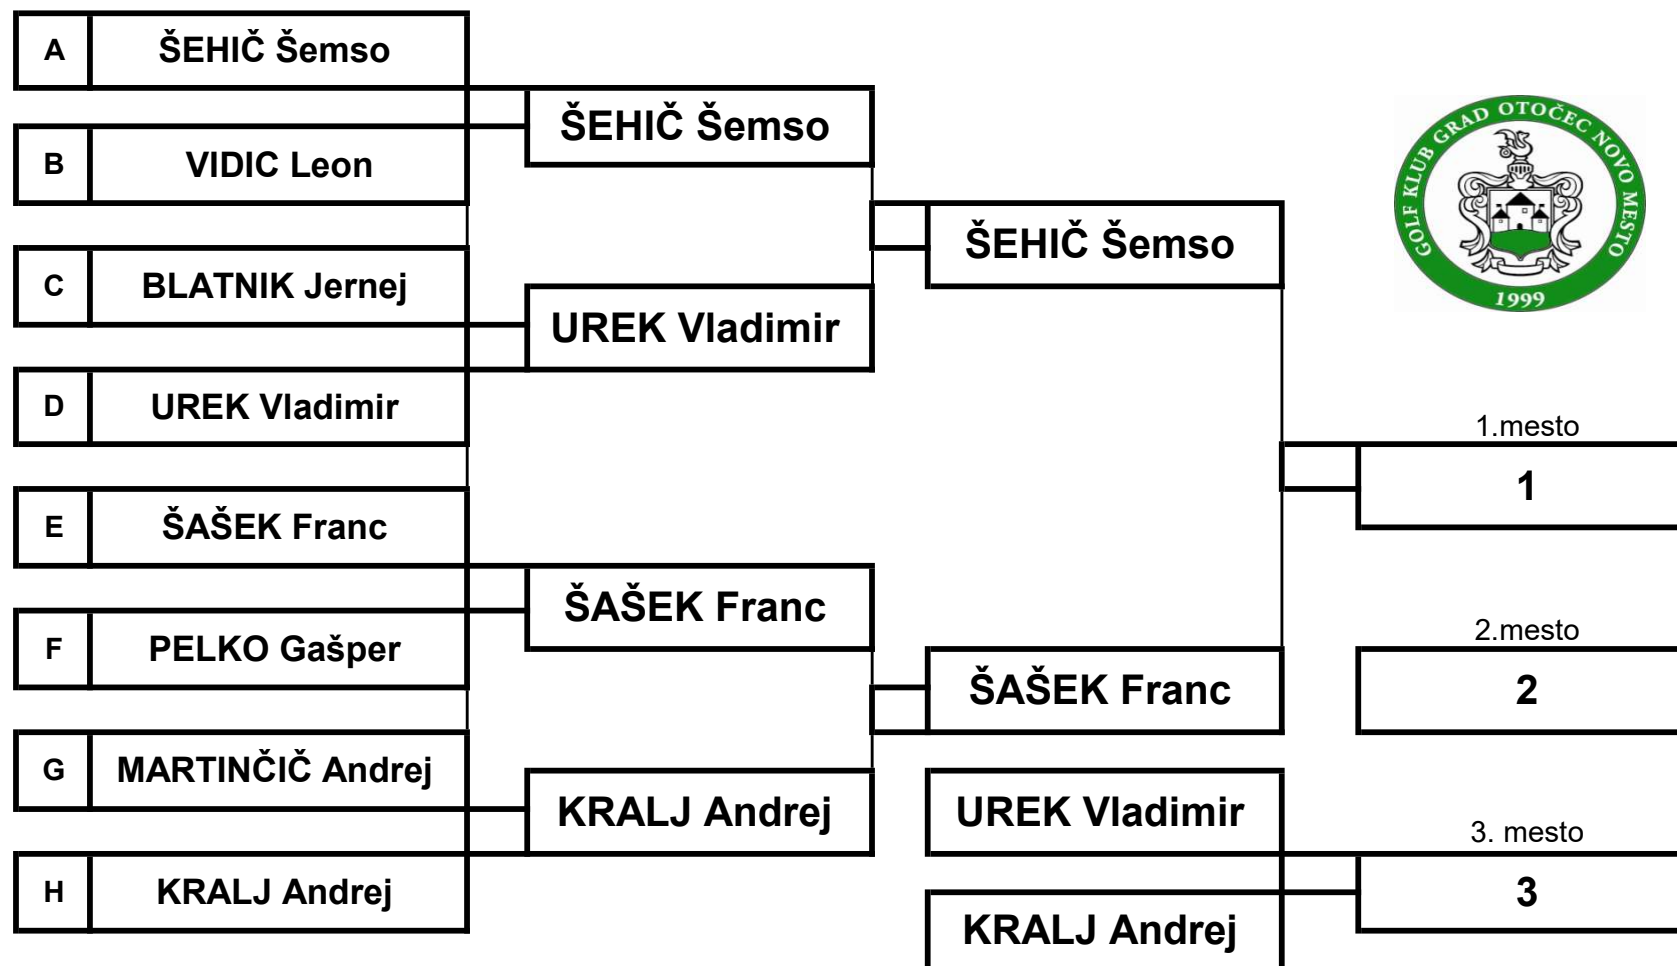 A ŠEHIČ Šemso
B VIDIC Leon
C BLATNIK Jernej
D UREK Vladimir
E ŠAŠEK Franc
F PELKO Gašper
G MARTINČIČ Andrej
H KRALJ Andrej
ŠEHIČ Šemso
UREK Vladimir
ŠAŠEK Franc
KRALJ Andrej
ŠEHIČ Šemso
ŠAŠEK Franc
UREK Vladimir
KRALJ Andrej
GOLF KLUB GRAD OTOČEC NOVO MESTO
1999
1.mesto
1
2.mesto
2
3. mesto
3